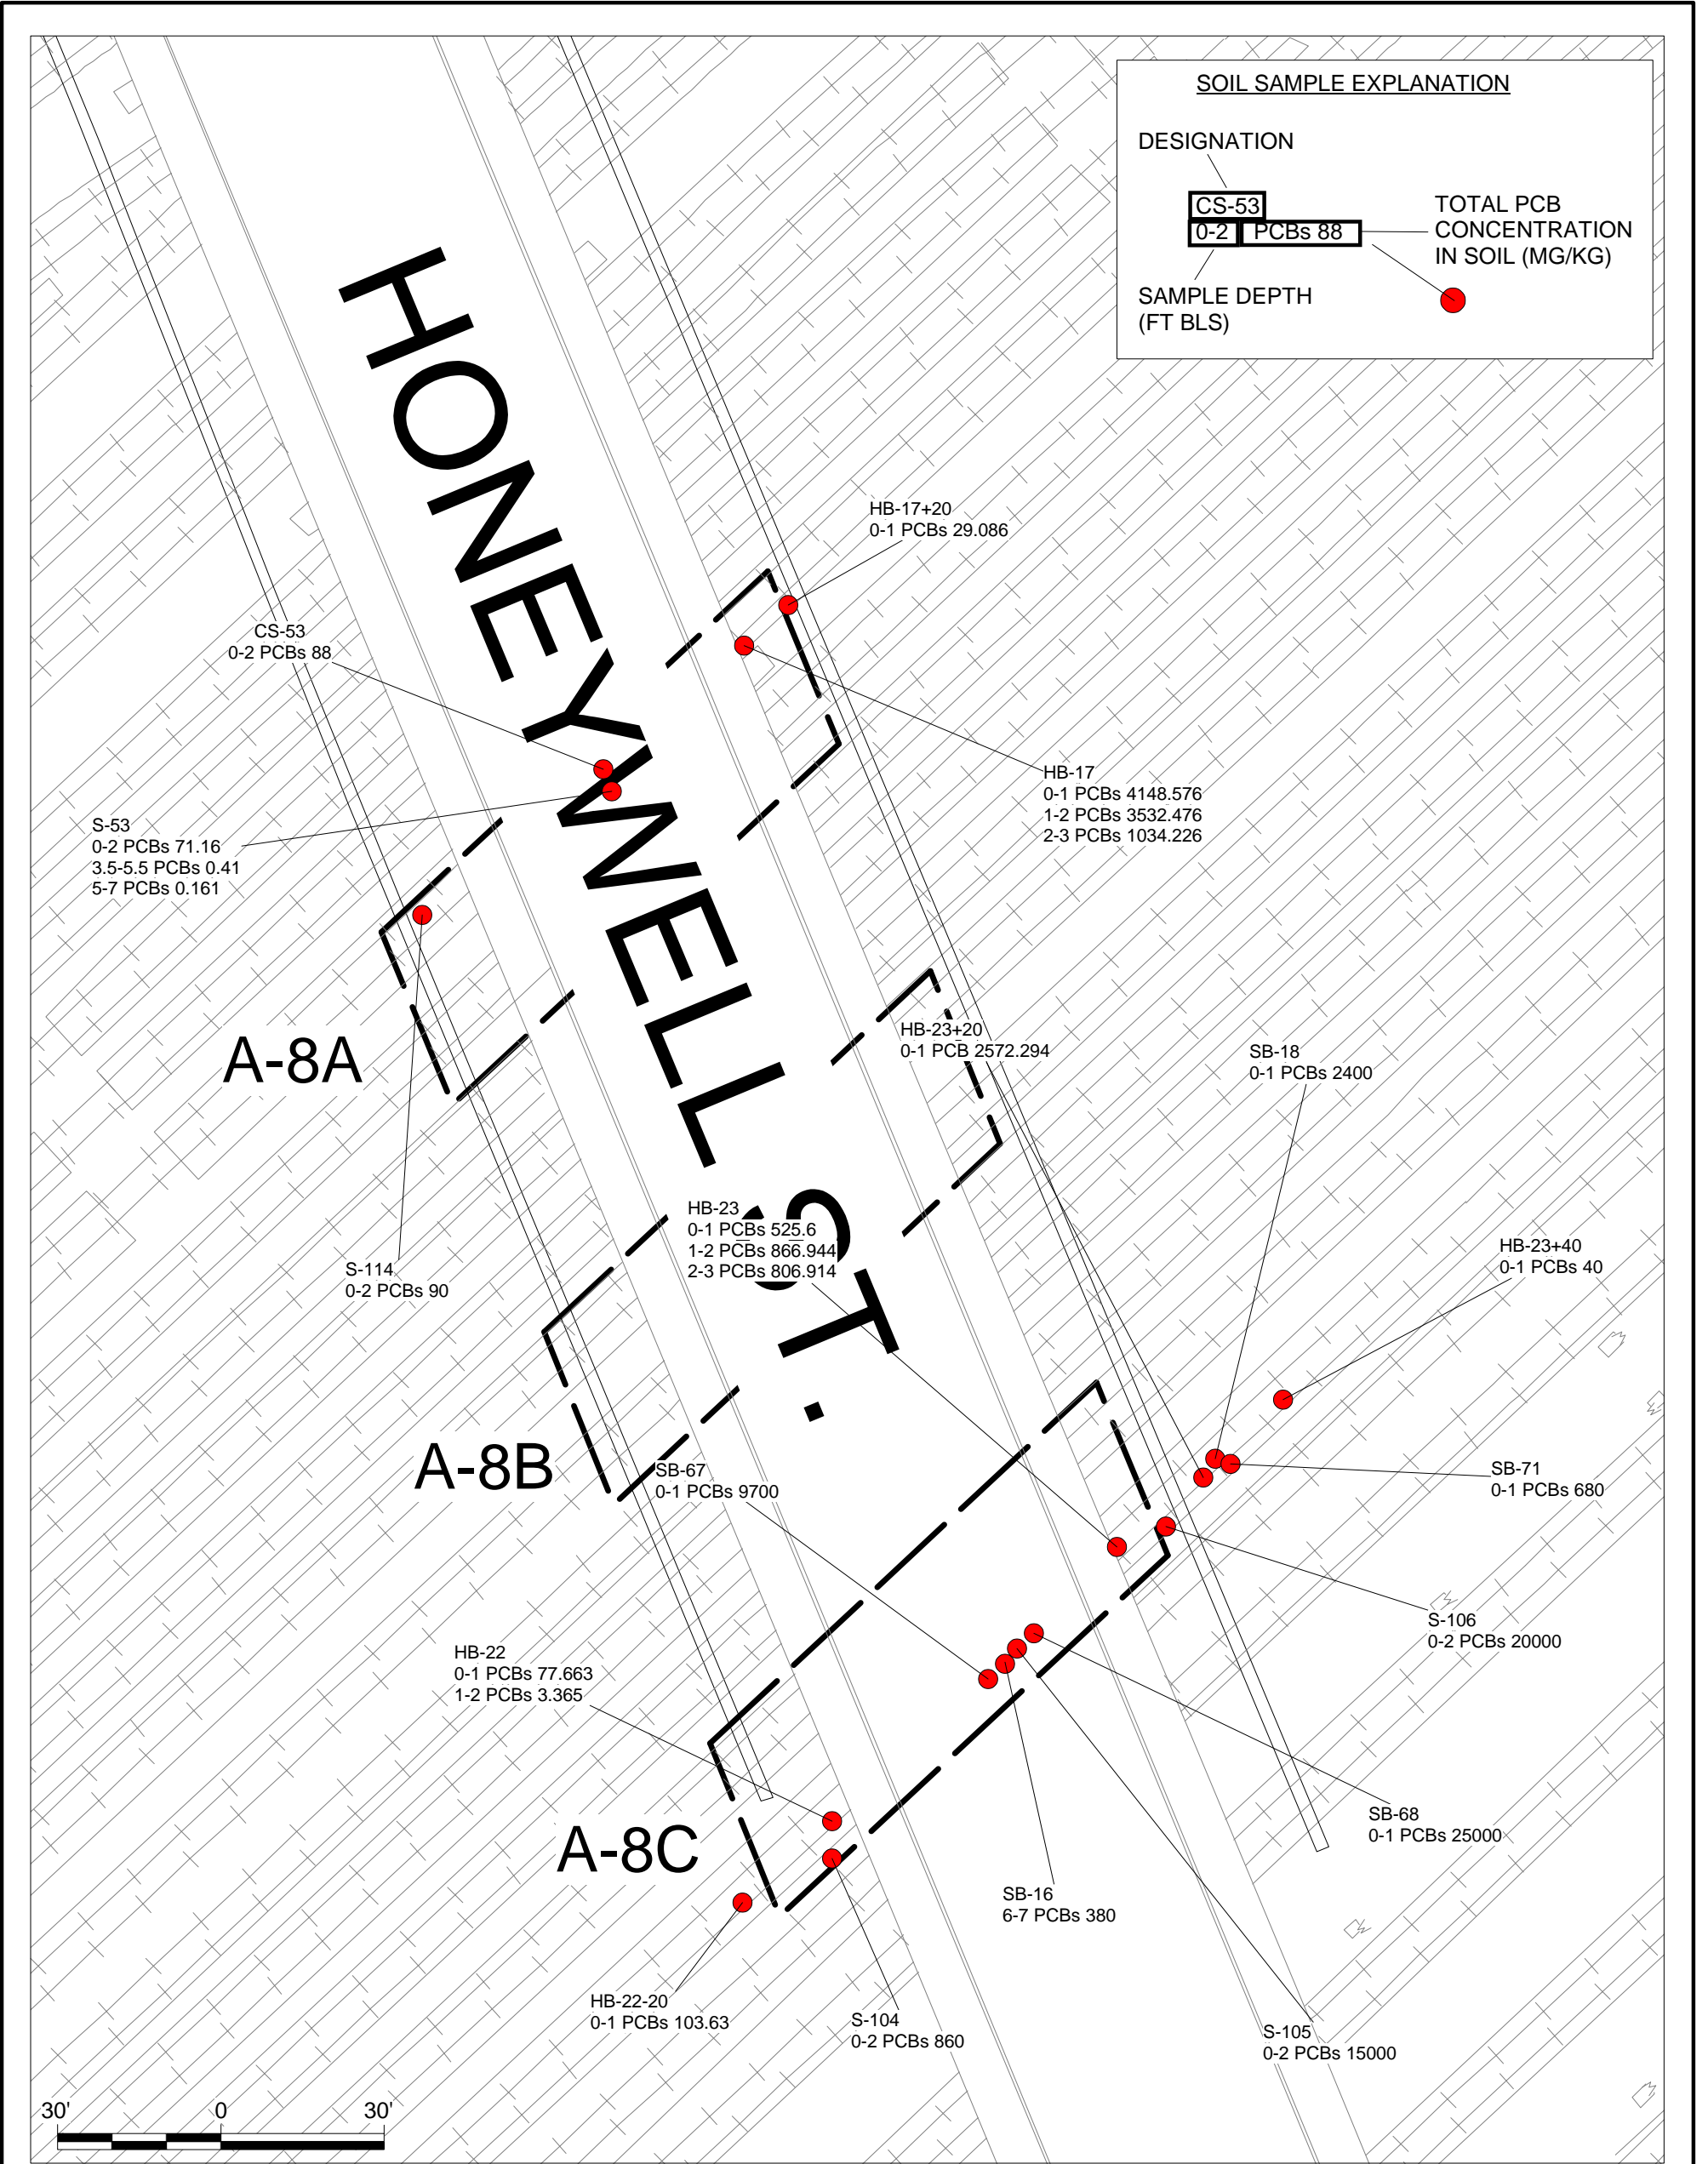 SOIL SAMPLE EXPLANATION
DESIGNATION
CS-53
0-2 PCBs 88
TOTAL PCB
CONCENTRATION
IN SOIL (MG/KG)
SAMPLE DEPTH
(FT BLS)
HONEYWELL ST.
HB-17+20
0-1 PCBs 29.086
CS-53
0-2 PCBs 88
HB-17
0-1 PCBs 4148.576
1-2 PCBs 3532.476
2-3 PCBs 1034.226
S-53
0-2 PCBs 71.16
3.5-5.5 PCBs 0.41
5-7 PCBs 0.161
A-8A
HB-23+20
0-1 PCB 2572.294
SB-18
0-1 PCBs 2400
HB-23
0-1 PCBs 525.6
1-2 PCBs 866.944
2-3 PCBs 806.914
HB-23+40
0-1 PCBs 40
S-114
0-2 PCBs 90
A-8B
SB-67
0-1 PCBs 9700
SB-71
0-1 PCBs 680
S-106
0-2 PCBs 20000
HB-22
0-1 PCBs 77.663
1-2 PCBs 3.365
SB-68
0-1 PCBs 25000
A-8C
SB-16
6-7 PCBs 380
HB-22-20
0-1 PCBs 103.63
S-104
0-2 PCBs 860
S-105
0-2 PCBs 15000
30' 0 30'